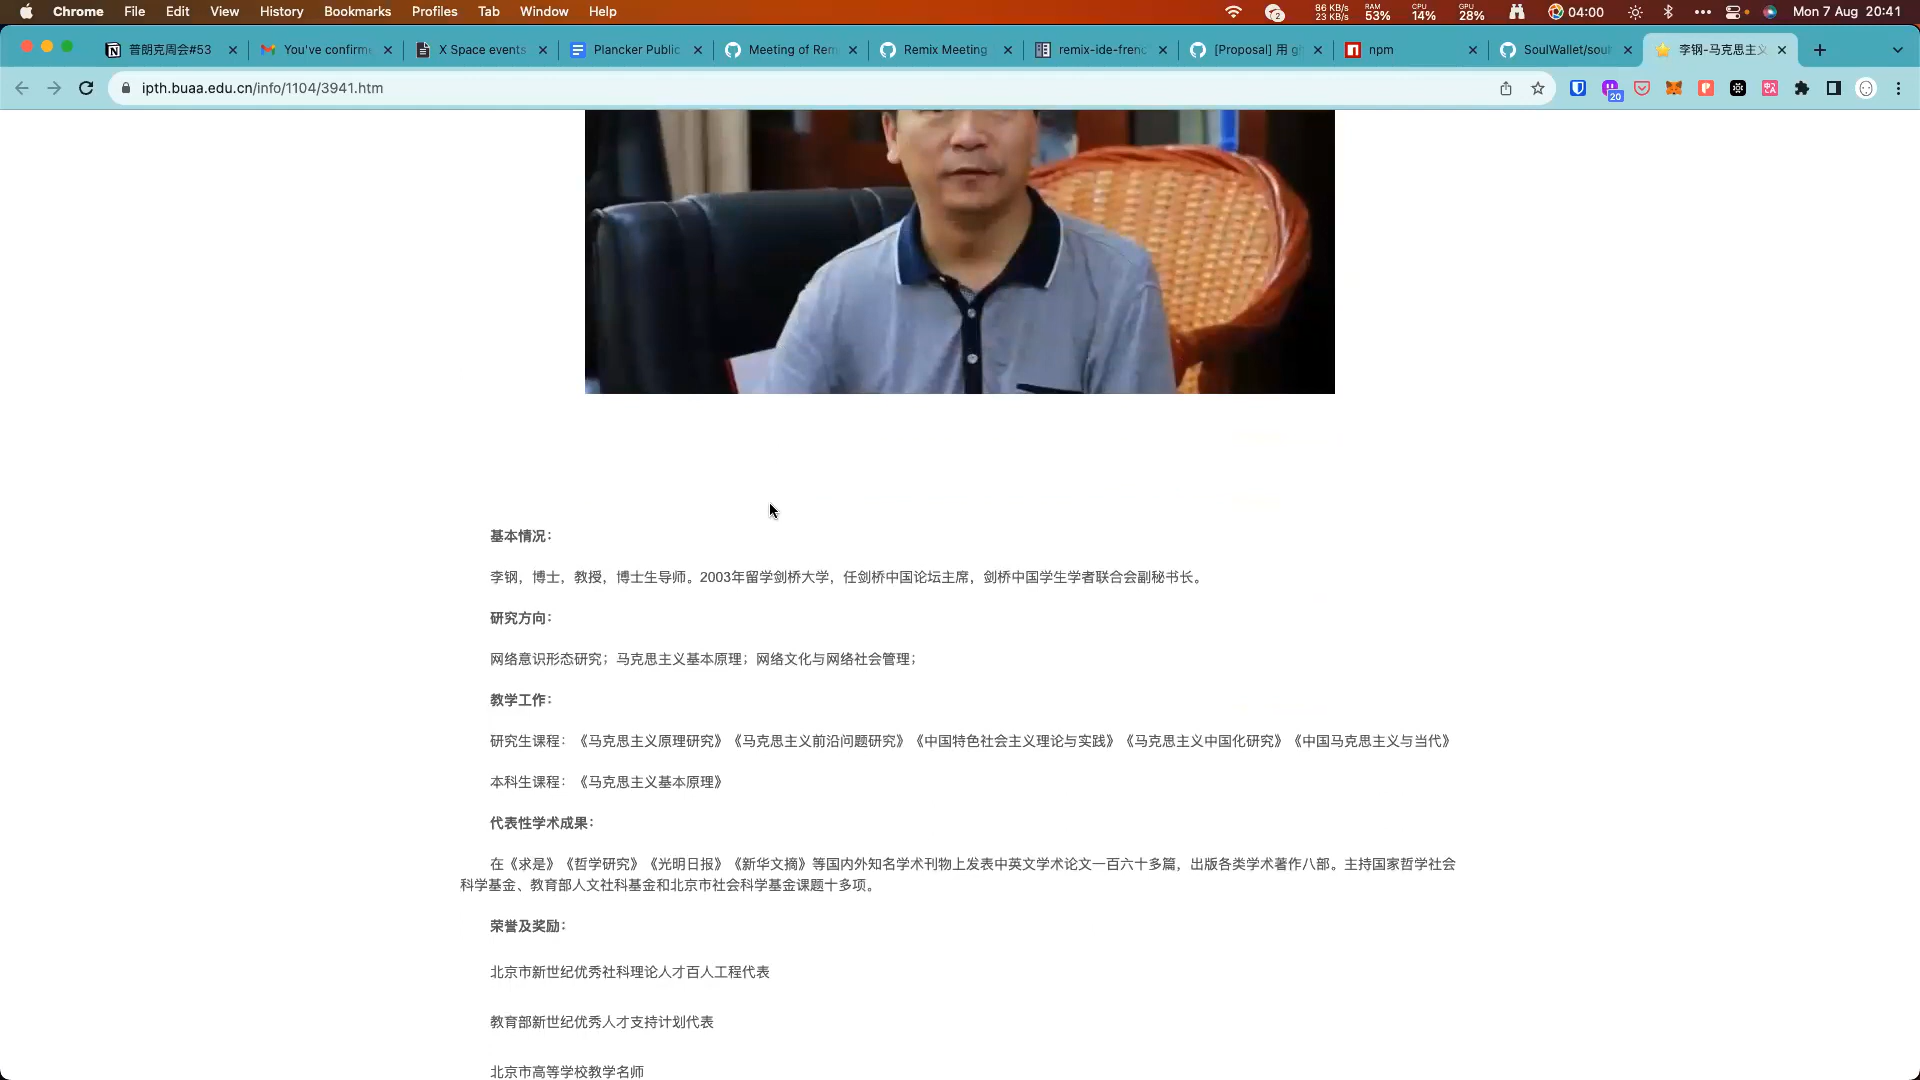 Chrome File Edit View History Bookmarks Profiles Tab Window Help 2 86 KB/s 23 KB/s RAM 53% CPU 14% GPU 28% 04:00 Mon 7 Aug 20:41
普朗克周会#53 You've confirme X Space events Plancker Public Meeting of Rem Remix Meeting remix-ide-frenc [Proposal] 用 gi npm SoulWallet/soul 李钢-马克思主义
ipth.buaa.edu.cn/info/1104/3941.htm 20
基本情况：
李钢，博士，教授，博士生导师。2003年留学剑桥大学，任剑桥中国论坛主席，剑桥中国学生学者联合会副秘书长。
研究方向：
网络意识形态研究；马克思主义基本原理；网络文化与网络社会管理；
教学工作：
研究生课程：《马克思主义原理研究》《马克思主义前沿问题研究》《中国特色社会主义理论与实践》《马克思主义中国化研究》《中国马克思主义与当代》
本科生课程：《马克思主义基本原理》
代表性学术成果：
在《求是》《哲学研究》《光明日报》《新华文摘》等国内外知名学术刊物上发表中英文学术论文一百六十多篇，出版各类学术著作八部。主持国家哲学社会
科学基金、教育部人文社科基金和北京市社会科学基金课题十多项。
荣誉及奖励：
北京市新世纪优秀社科理论人才百人工程代表
教育部新世纪优秀人才支持计划代表
北京市高等学校教学名师